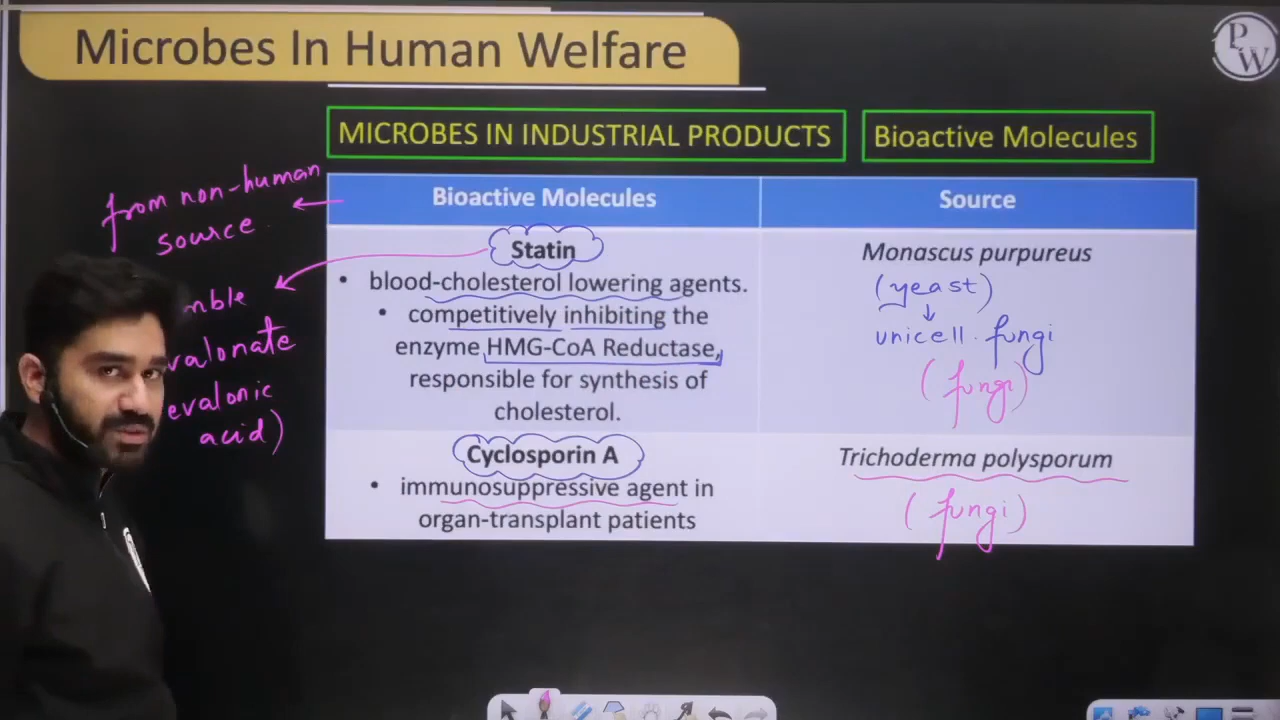 Microbes In Human Welfare
PW
MICROBES IN INDUSTRIAL PRODUCTS
Bioactive Molecules
Bioactive Molecules
Source
from non-human
source
Statin
• blood-cholesterol lowering agents.
• competitively inhibiting the
enzyme HMG-CoA Reductase,
responsible for synthesis of
cholesterol.
Monascus purpureus
(yeast)
unicell. fungi
(fungi)
mble
valonate
evalonic
acid)
Cyclosporin A
• immunosuppressive agent in
organ-transplant patients
Trichoderma polysporum
(fungi)